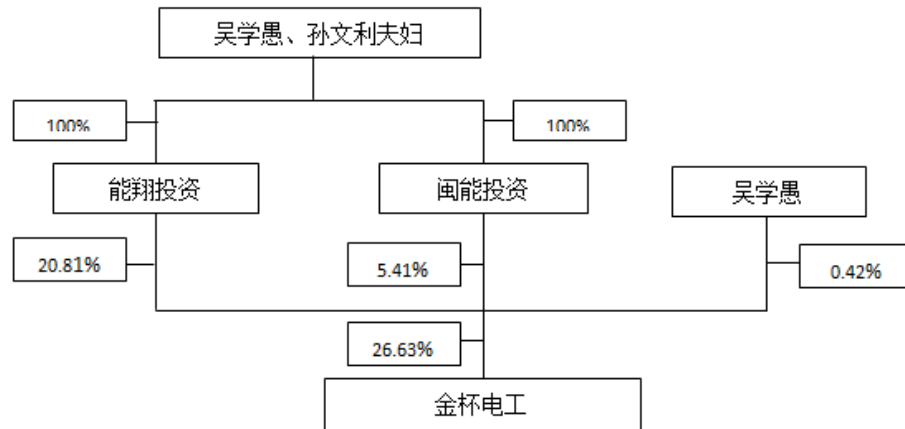 吴学愚、孙文利夫妇
100%
100%
能翔投资
闽能投资
吴学愚
20.81%
5.41%
0.42%
26.63%
金杯电工